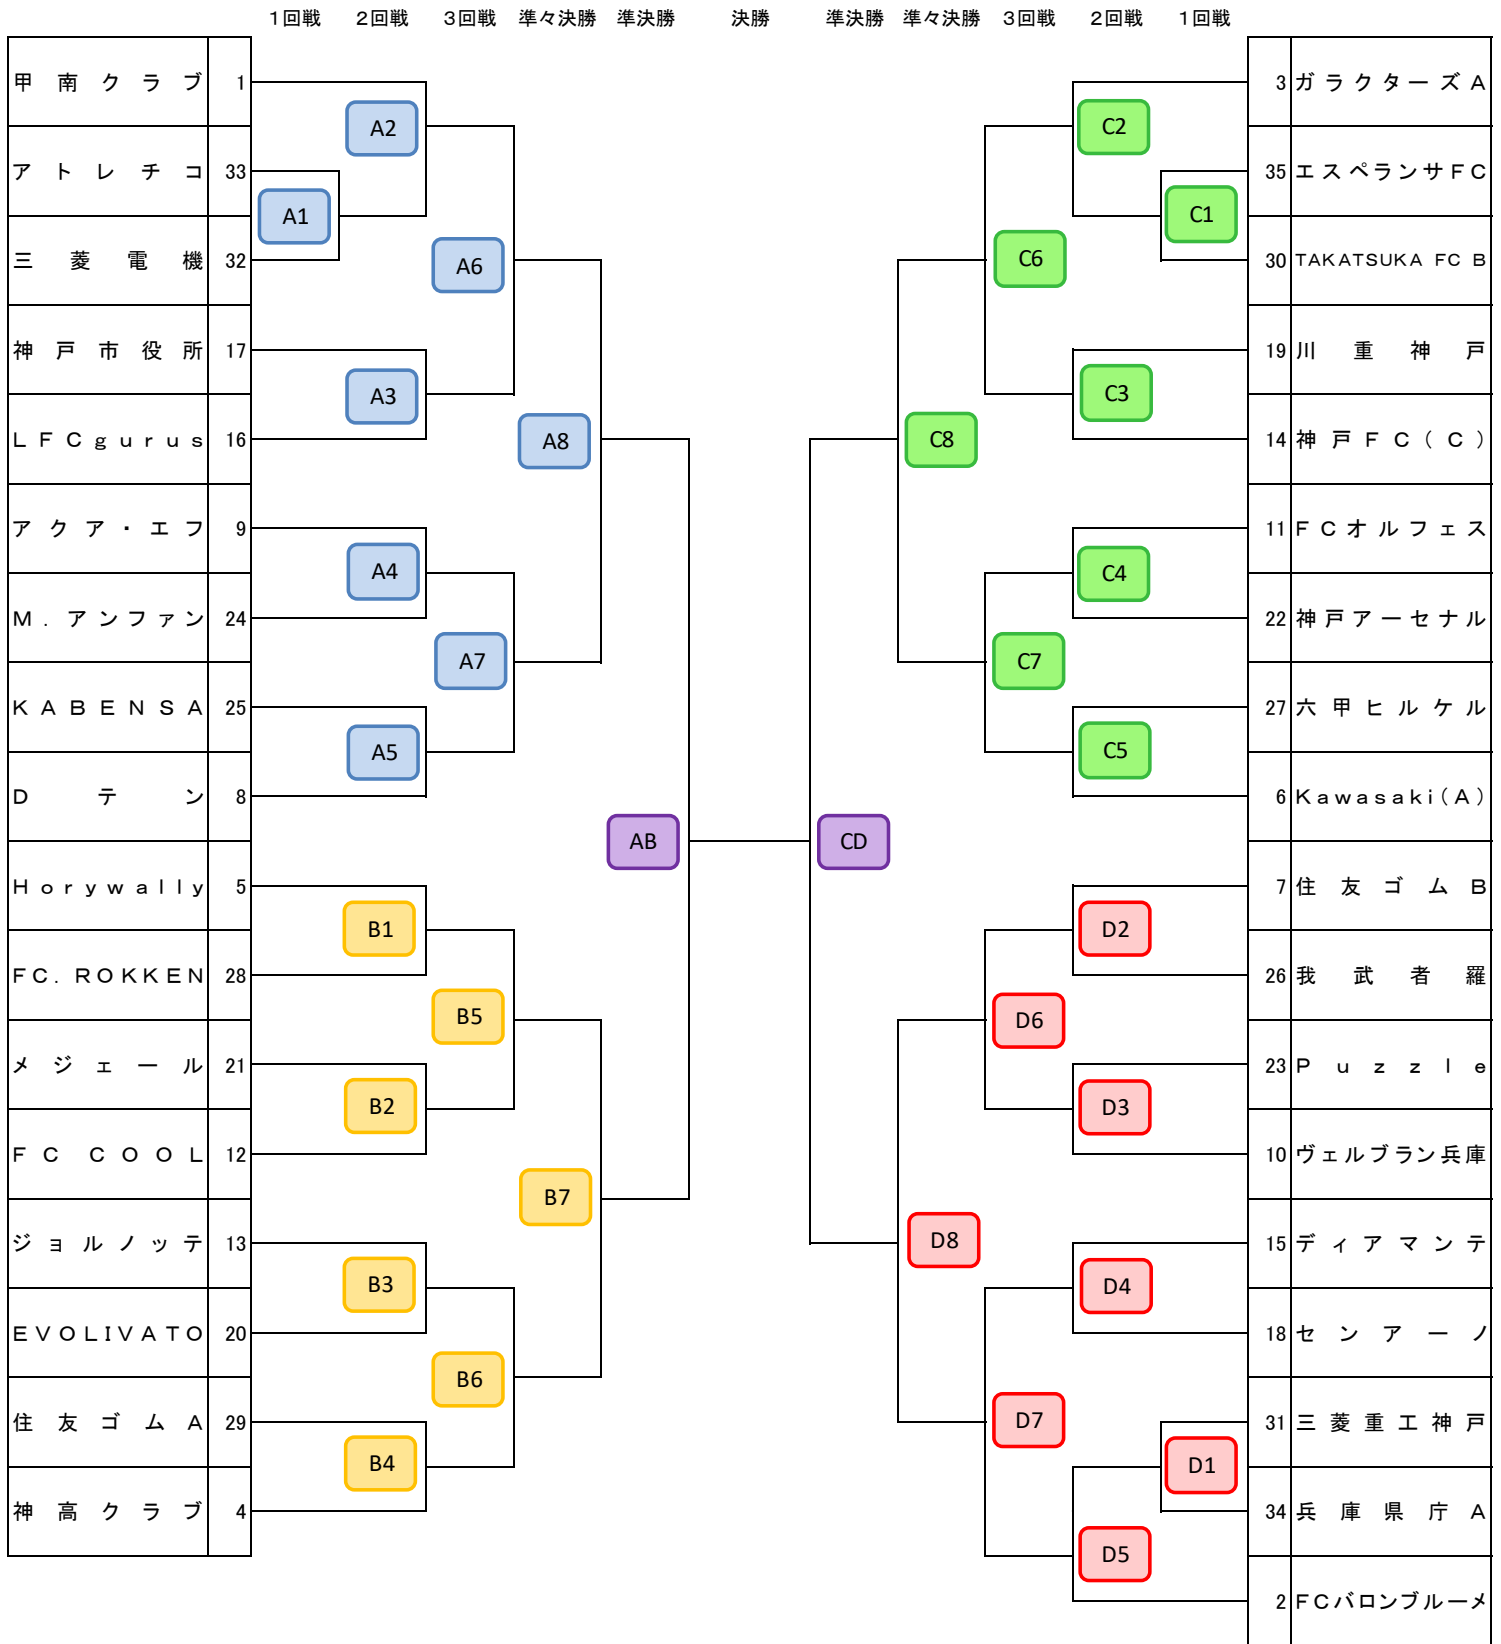 1回戦 2回戦 3回戦 準々決勝 準決勝 決勝 準決勝 準々決勝 3回戦 2回戦 1回戦
甲南クラブ 1
アトレチコ 33
三菱電機 32
神戸市役所 17
LFCgurus 16
アクア・エフ 9
M.アンファン 24
KABENSA 25
Dテン 8
Horywally 5
FC.ROKKEN 28
メジェール 21
FC COOL 12
ジョルノッテ 13
EVOLIVATO 20
住友ゴムA 29
神高クラブ 4
A1
A2
A3
A4
A5
A6
A7
A8
B1
B2
B3
B4
B5
B6
B7
AB
CD
C8
D8
C6
C7
D6
D7
C2
C3
C4
C5
D2
D3
D4
D5
C1
D1
3 ガラクターズA
35 エスペランサFC
30 TAKATSUKA FC B
19 川重神戸
14 神戸FC(C)
11 FCオルフェス
22 神戸アーセナル
27 六甲ヒルケル
6 Kawasaki(A)
7 住友ゴムB
26 我武者羅
23 Puzzle
10 ヴェルブラン兵庫
15 ディアマンテ
18 センアーノ
31 三菱重工神戸
34 兵庫県庁A
2 FCバロンブルーメ